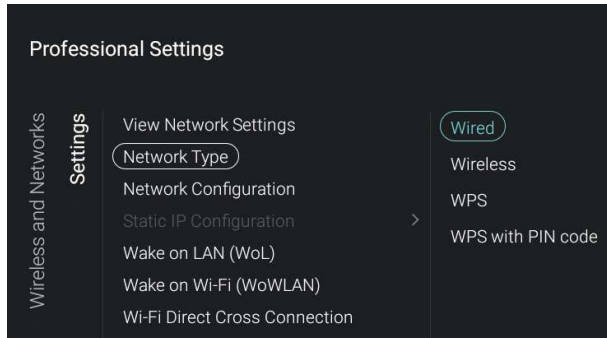 Professional Settings
Wireless and Networks
Settings
View Network Settings
Network Type
Network Configuration
Static IP Configuration
Wake on LAN (WoL)
Wake on Wi-Fi (WoWLAN)
Wi-Fi Direct Cross Connection
Wired
Wireless
WPS
WPS with PIN code